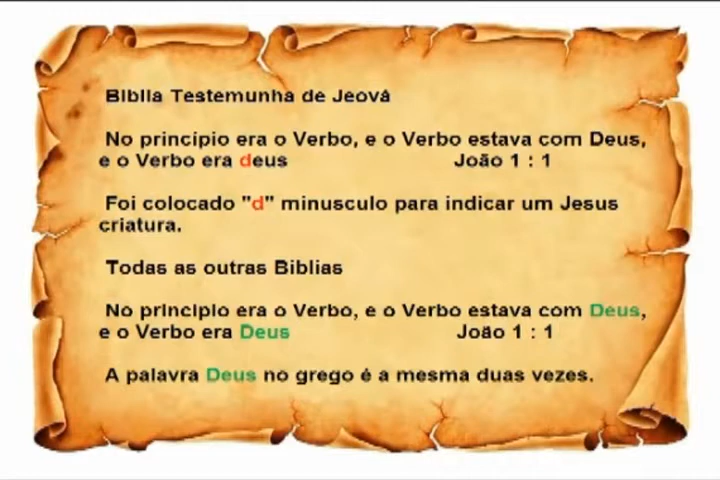 Biblia Testemunha de Jeová
No principio era o Verbo, e o Verbo estava com Deus,
e o Verbo era deus João 1 : 1
Foi colocado "d" minusculo para indicar um Jesus
criatura.
Todas as outras Biblias
No principio era o Verbo, e o Verbo estava com Deus,
e o Verbo era Deus João 1 : 1
A palavra Deus no grego é a mesma duas vezes.